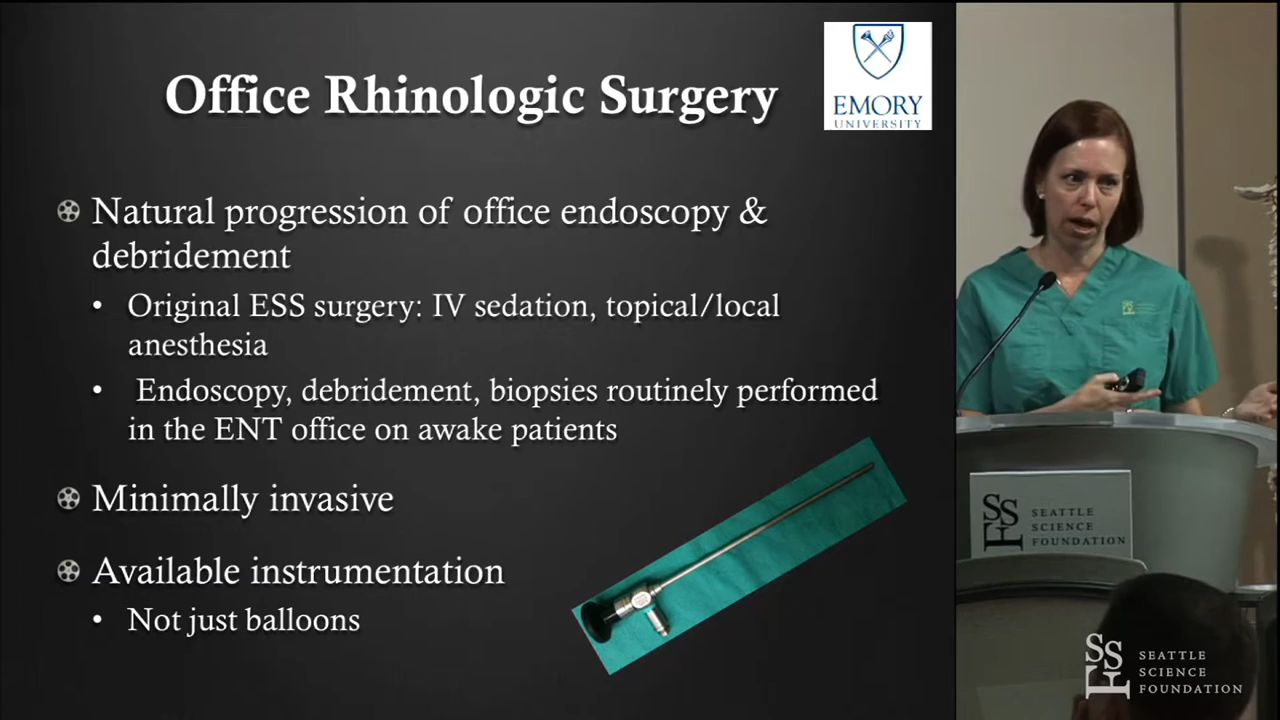 Office Rhinologic Surgery
EMORY
UNIVERSITY
Natural progression of office endoscopy &
debridement
• Original ESS surgery: IV sedation, topical/local
anesthesia
• Endoscopy, debridement, biopsies routinely performed
in the ENT office on awake patients
Minimally invasive
Available instrumentation
• Not just balloons
SSF
SEATTLE
SCIENCE
FOUNDATION
SSF
SEATTLE
SCIENCE
FOUNDATION